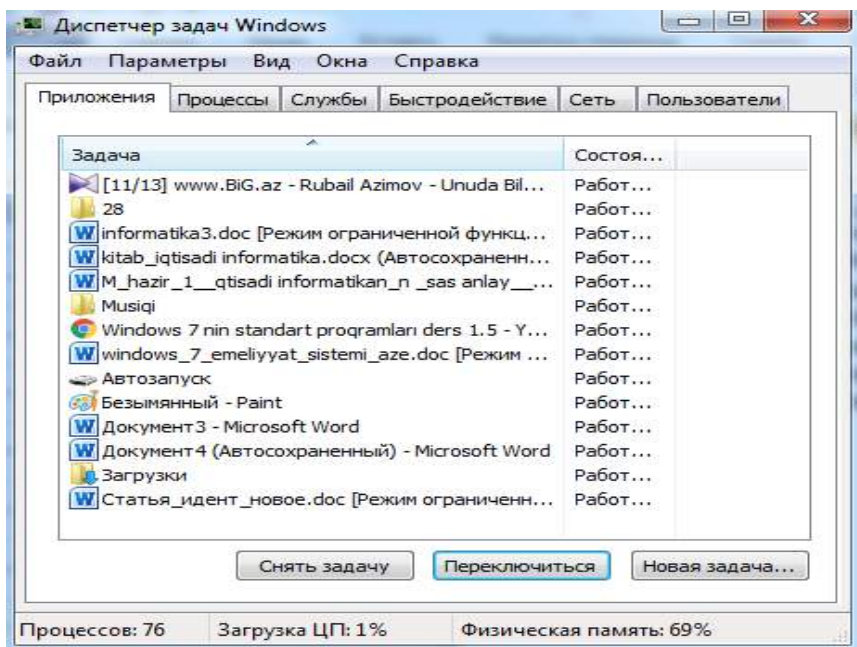 Диспетчер задач Windows
Файл Параметры Вид Окна Справка
Приложения Процессы Службы Быстродействие Сеть Пользователи
Задача Состоя...
[11/13] www.BiG.az - Rubail Azimov - Unuda Bil... Работ...
28 Работ...
informatika3.doc [Режим ограниченной функц... Работ...
kitab_iqtisadi informatika.docx (Автосохраненн... Работ...
M_hazir_1__qtisadi informatikan_n _sas anlay__... Работ...
Musiqi Работ...
Windows 7 nin standart proqramları ders 1.5 - Y... Работ...
windows_7_emeliyyat_sistemi_aze.doc [Режим ... Работ...
Автозапуск Работ...
Безымянный - Paint Работ...
Документ3 - Microsoft Word Работ...
Документ4 (Автосохраненный) - Microsoft Word Работ...
Загрузки Работ...
Статья_идент_новое.doc [Режим ограниченн... Работ...
Снять задачу Переключиться Новая задача...
Процессов: 76 Загрузка ЦП: 1% Физическая память: 69%